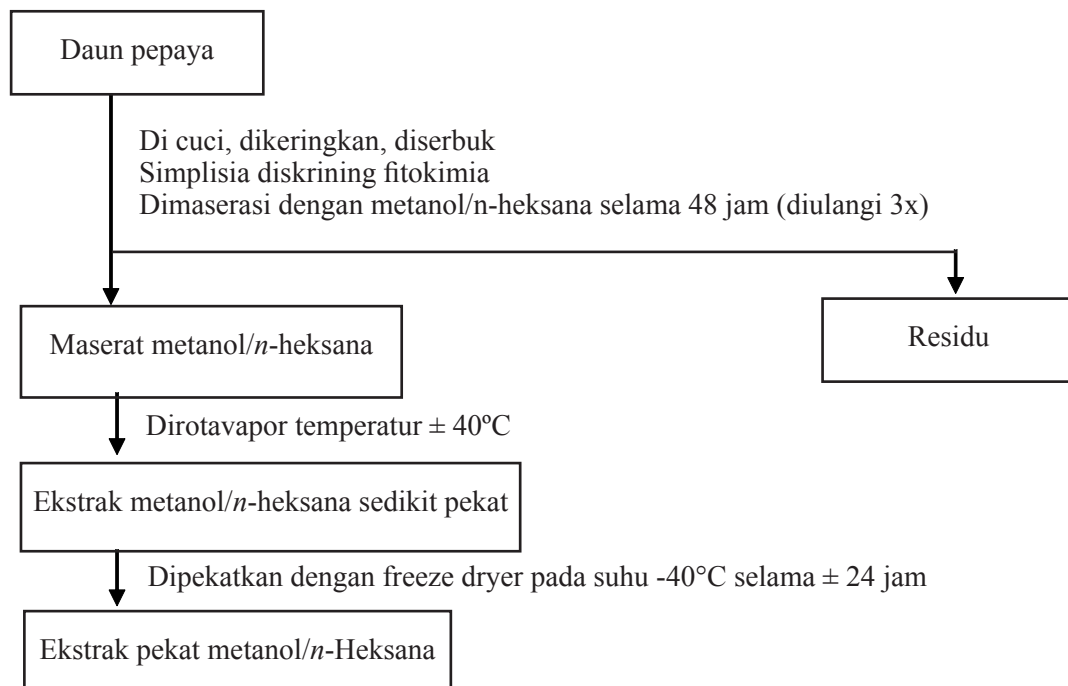 Daun pepaya
Di cuci, dikeringkan, diserbuk
Simplisia diskrining fitokimia
Dimaserasi dengan metanol/n-heksana selama 48 jam (diulangi 3x)
Maserat metanol/n-heksana
Residu
Dirotavapor temperatur ± 40ºC
Ekstrak metanol/n-heksana sedikit pekat
Dipekatkan dengan freeze dryer pada suhu -40°C selama ± 24 jam
Ekstrak pekat metanol/n-Heksana